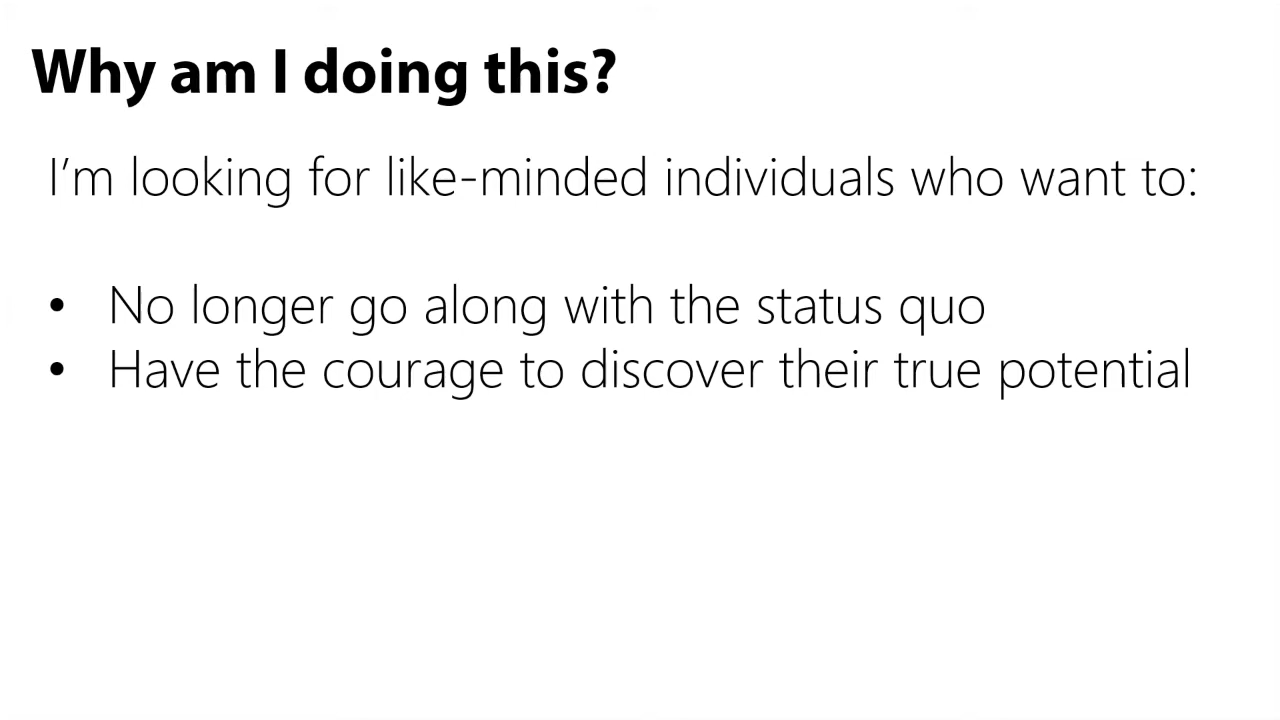 Why am I doing this?
I’m looking for like-minded individuals who want to:
• No longer go along with the status quo
• Have the courage to discover their true potential